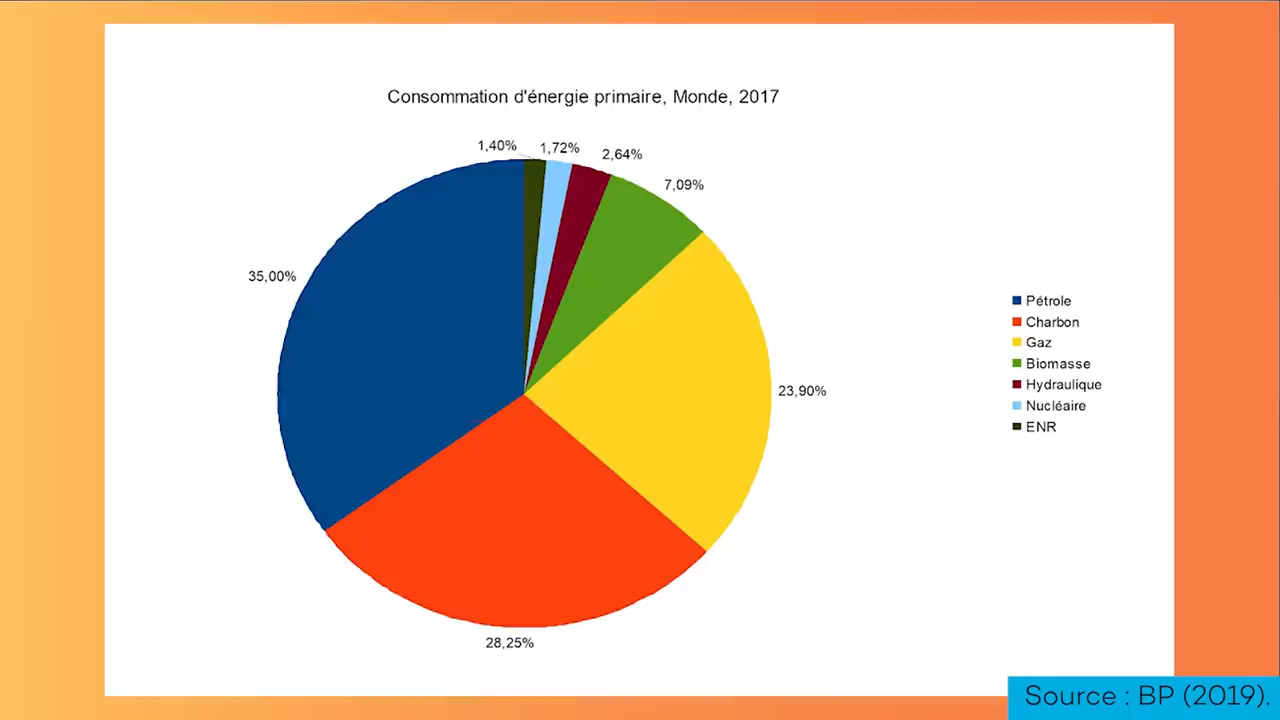 Consommation d'énergie primaire, Monde, 2017
1,40%
1,72%
2,64%
7,09%
35,00%
23,90%
28,25%
Pétrole
Charbon
Gaz
Biomasse
Hydraulique
Nucléaire
ENR
Source : BP (2019).